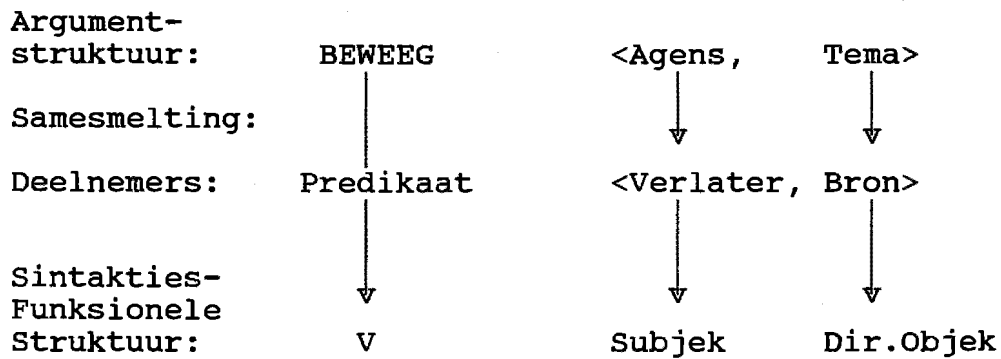 Argument-
struktuur: BEWEEG <Agens, Tema>
Samesmelting:
Deelnemers: Predikaat <Verlater, Bron>
Sintakties-
Funksionele
Struktuur: V Subjek Dir.Objek